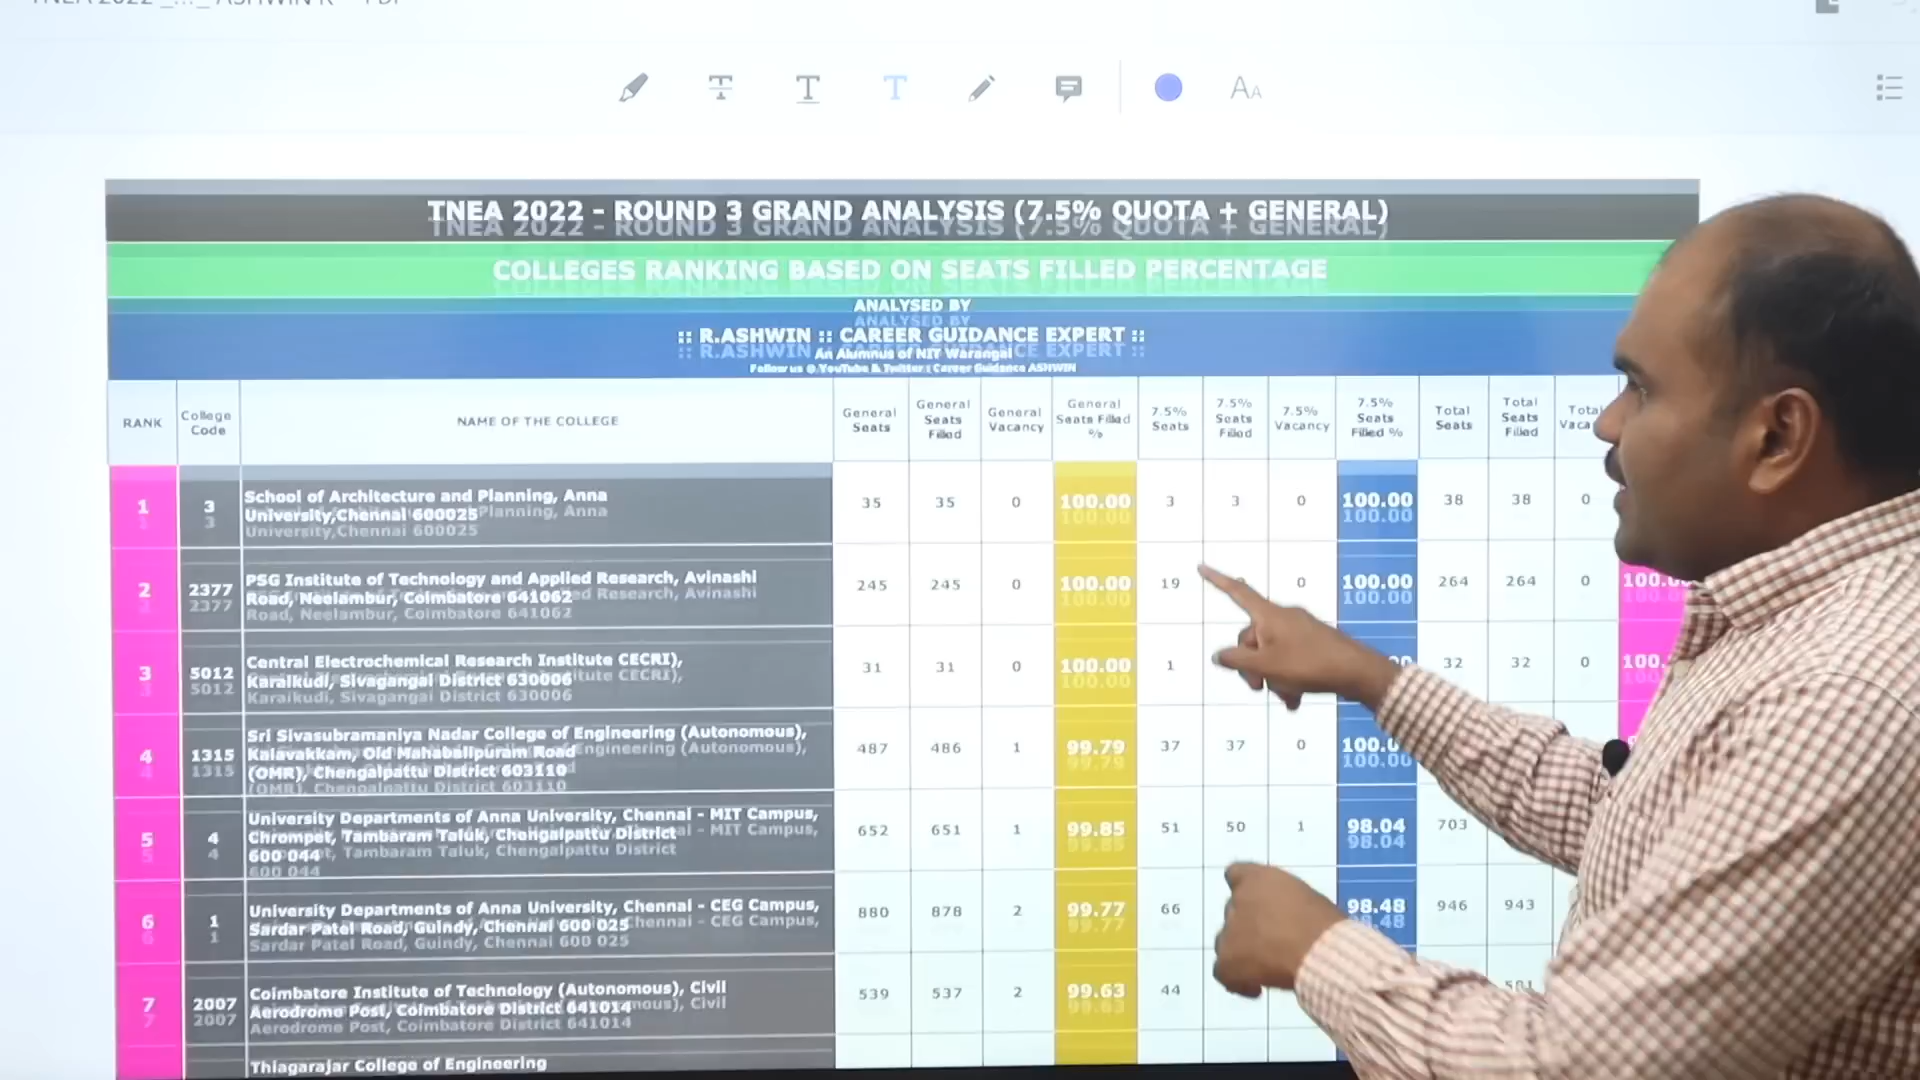 TNEA 2022 - ROUND 3 GRAND ANALYSIS (7.5% QUOTA + GENERAL)
COLLEGES RANKING BASED ON SEATS FILLED PERCENTAGE
ANALYSED BY
:: R.ASHWIN :: CAREER GUIDANCE EXPERT ::
An Alumnus of NIT Warangal
Follow us @ YouTube & Twitter : Career Guidance ASHWIN
RANK College Code NAME OF THE COLLEGE General Seats General Seats Filled General Vacancy General Seats Filled % 7.5% Seats 7.5% Seats Filled 7.5% Vacancy 7.5% Seats Filled % Total Seats Total Seats Filled Total
1 3 School of Architecture and Planning, Anna
University,Chennai 600025 35 35 0 100.00 3 3 0 100.00 38 38 0
2 2377 PSG Institute of Technology and Applied Research, Avinashi
Road, Neelambur, Coimbatore 641062 245 245 0 100.00 19 0 100.00 264 264 0
3 5012 Central Electrochemical Research Institute CECRI),
Karaikudi, Sivagangai District 630006 31 31 0 100.00 1 32 32 0
4 1315 Sri Sivasubramaniya Nadar College of Engineering (Autonomous),
Kalavakkam, Old Mahabalipuram Road
(OMR), Chengalpattu District 603110 487 486 1 99.79 37 37 0 100.00
5 4 University Departments of Anna University, Chennai - MIT Campus,
Chrompet, Tambaram Taluk, Chengalpattu District
600 044 652 651 1 99.85 51 50 1 98.04 703
6 1 University Departments of Anna University, Chennai - CEG Campus,
Sardar Patel Road, Guindy, Chennai 600 025 880 878 2 99.77 66 98.48 946 943
7 2007 Coimbatore Institute of Technology (Autonomous), Civil
Aerodrome Post, Coimbatore District 641014 539 537 2 99.63 44
Thiagarajar College of Engineering